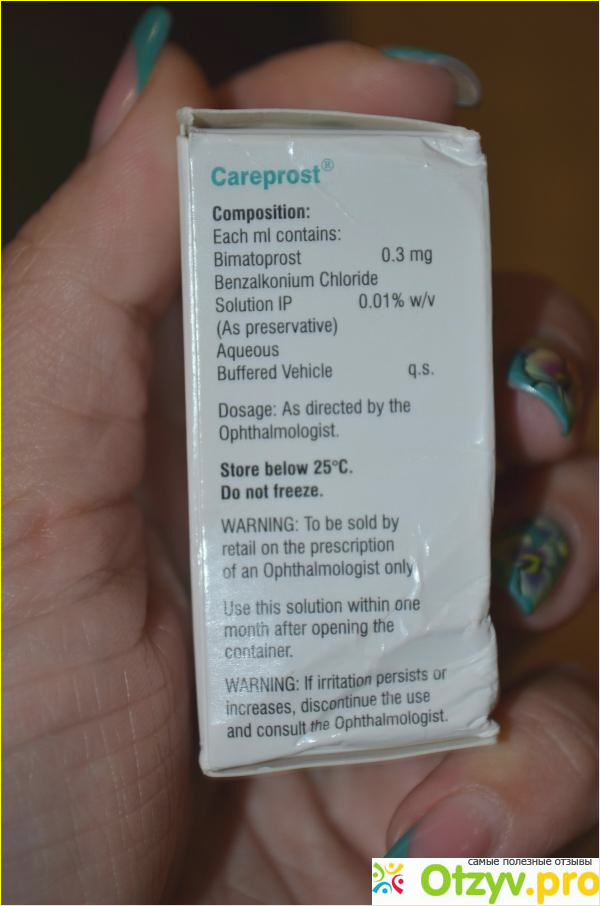 Careprost®
Composition:
Each ml contains:
Bimatoprost 0.3 mg
Benzalkonium Chloride
Solution IP 0.01% w/v
(As preservative)
Aqueous
Buffered Vehicle q.s.
Dosage: As directed by the
Ophthalmologist.
Store below 25°C.
Do not freeze.
WARNING: To be sold by
retail on the prescription
of an Ophthalmologist only
Use this solution within one
month after opening the
container.
WARNING: If irritation persists or
increases, discontinue the use
and consult the Ophthalmologist.
самые полезные отзывы
Otzyv.pro